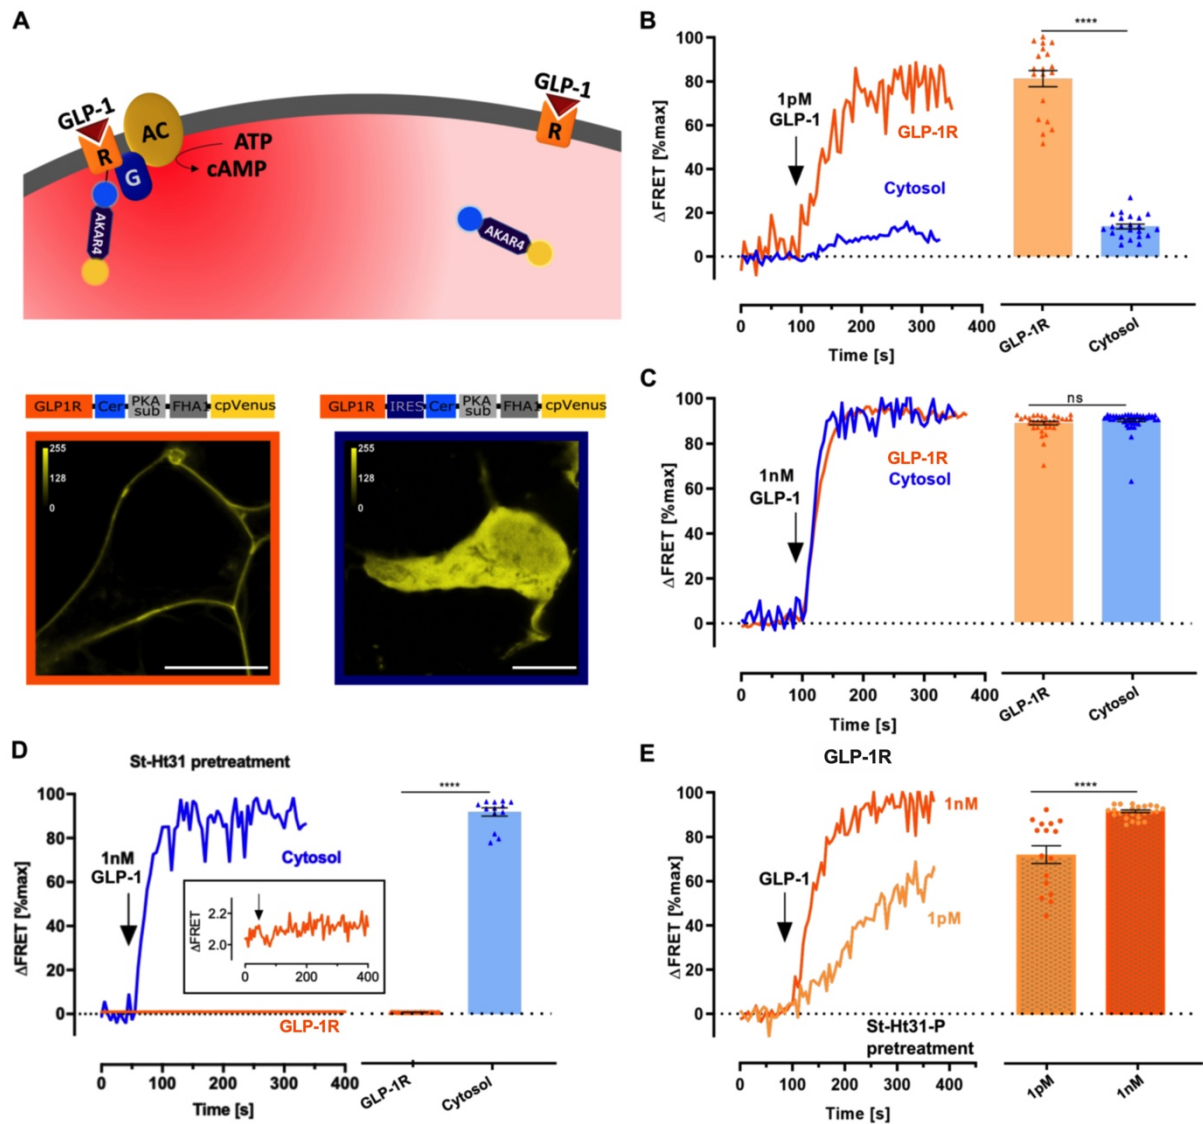 A
GLP-1
R
AC
G
ATP
cAMP
AKAR4
GLP-1
R
AKAR4
GLP1R
Cer
PKA
sub
FHA1
cpVenus
GLP1R
IRES
Cer
PKA
sub
FHA1
cpVenus
255
128
0
255
128
0
B
ΔFRET [%max]
100
80
60
40
20
0
1pM
GLP-1
GLP-1R
Cytosol
****
0 100 200 300 400
Time [s]
GLP-1R
Cytosol
C
ΔFRET [%max]
100
80
60
40
20
0
1nM
GLP-1
GLP-1R
Cytosol
ns
0 100 200 300 400
Time [s]
GLP-1R
Cytosol
D
St-Ht31 pretreatment
ΔFRET [%max]
100
80
60
40
20
0
1nM
GLP-1
Cytosol
ΔFRET
2.2
2.0
0 200 400
GLP-1R
****
0 100 200 300 400
Time [s]
GLP-1R
Cytosol
E
GLP-1R
ΔFRET [%max]
100
80
60
40
20
0
GLP-1
1nM
1pM
****
St-Ht31-P
pretreatment
0 100 200 300 400
Time [s]
1pM
1nM